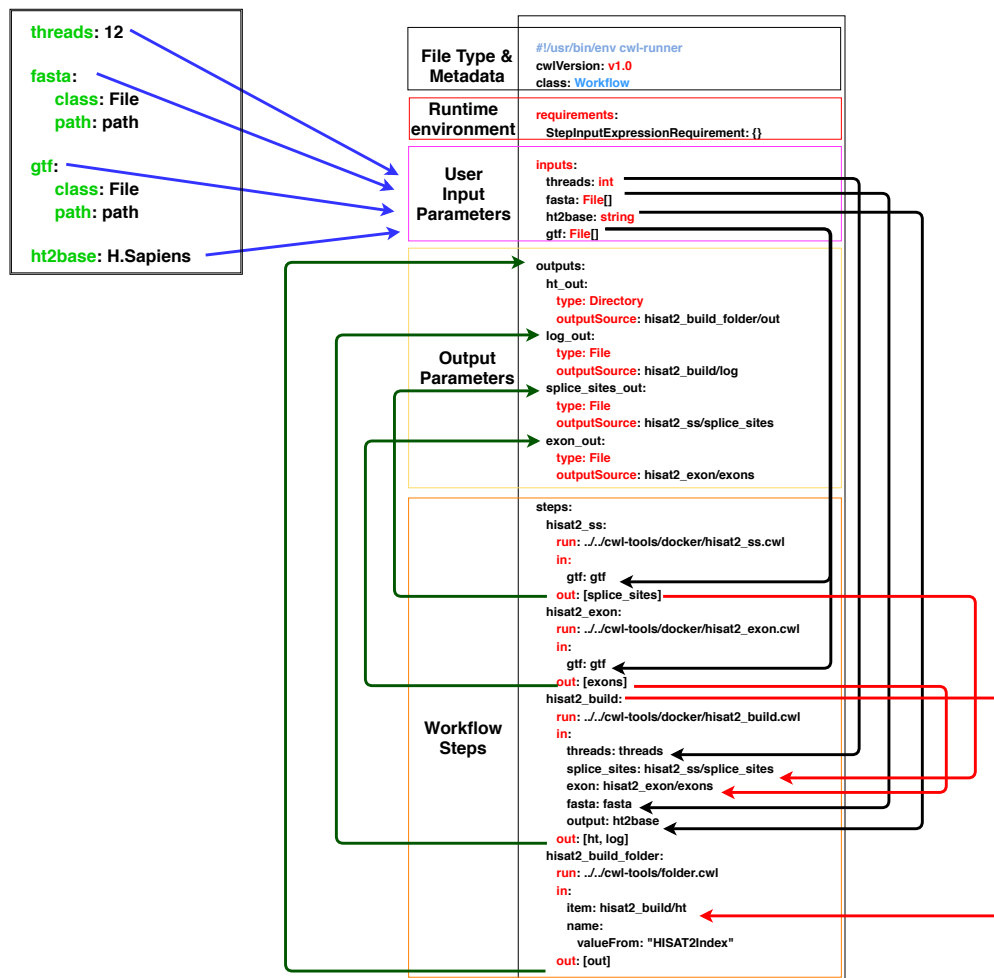 threads: 12
fasta:
class: File
path: path
gtf:
class: File
path: path
ht2base: H.Sapiens
File Type &
Metadata
#!/usr/bin/env cwl-runner
cwlVersion: v1.0
class: Workflow
Runtime
environment
requirements:
StepInputExpressionRequirement: {}
User
Input
Parameters
inputs:
threads: int
fasta: File[]
ht2base: string
gtf: File[]
Output
Parameters
outputs:
ht_out:
type: Directory
outputSource: hisat2_build_folder/out
log_out:
type: File
outputSource: hisat2_build/log
splice_sites_out:
type: File
outputSource: hisat2_ss/splice_sites
exon_out:
type: File
outputSource: hisat2_exon/exons
Workflow
Steps
steps:
hisat2_ss:
run: ../../cwl-tools/docker/hisat2_ss.cwl
in:
gtf: gtf
out: [splice_sites]
hisat2_exon:
run: ../../cwl-tools/docker/hisat2_exon.cwl
in:
gtf: gtf
out: [exons]
hisat2_build:
run: ../../cwl-tools/docker/hisat2_build.cwl
in:
threads: threads
splice_sites: hisat2_ss/splice_sites
exon: hisat2_exon/exons
fasta: fasta
output: ht2base
out: [ht, log]
hisat2_build_folder:
run: ../../cwl-tools/folder.cwl
in:
item: hisat2_build/ht
name:
valueFrom: "HISAT2Index"
out: [out]